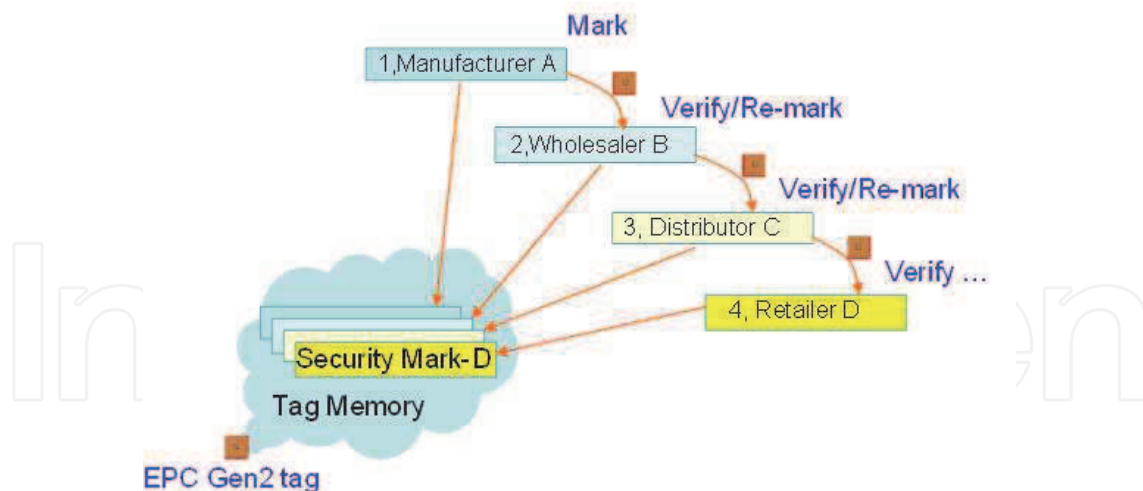 Mark
1,Manufacturer A
Verify/Re-mark
2,Wholesaler B
Verify/Re-mark
3, Distributor C
Verify ...
4, Retailer D
Security Mark-D
Tag Memory
EPC Gen2 tag